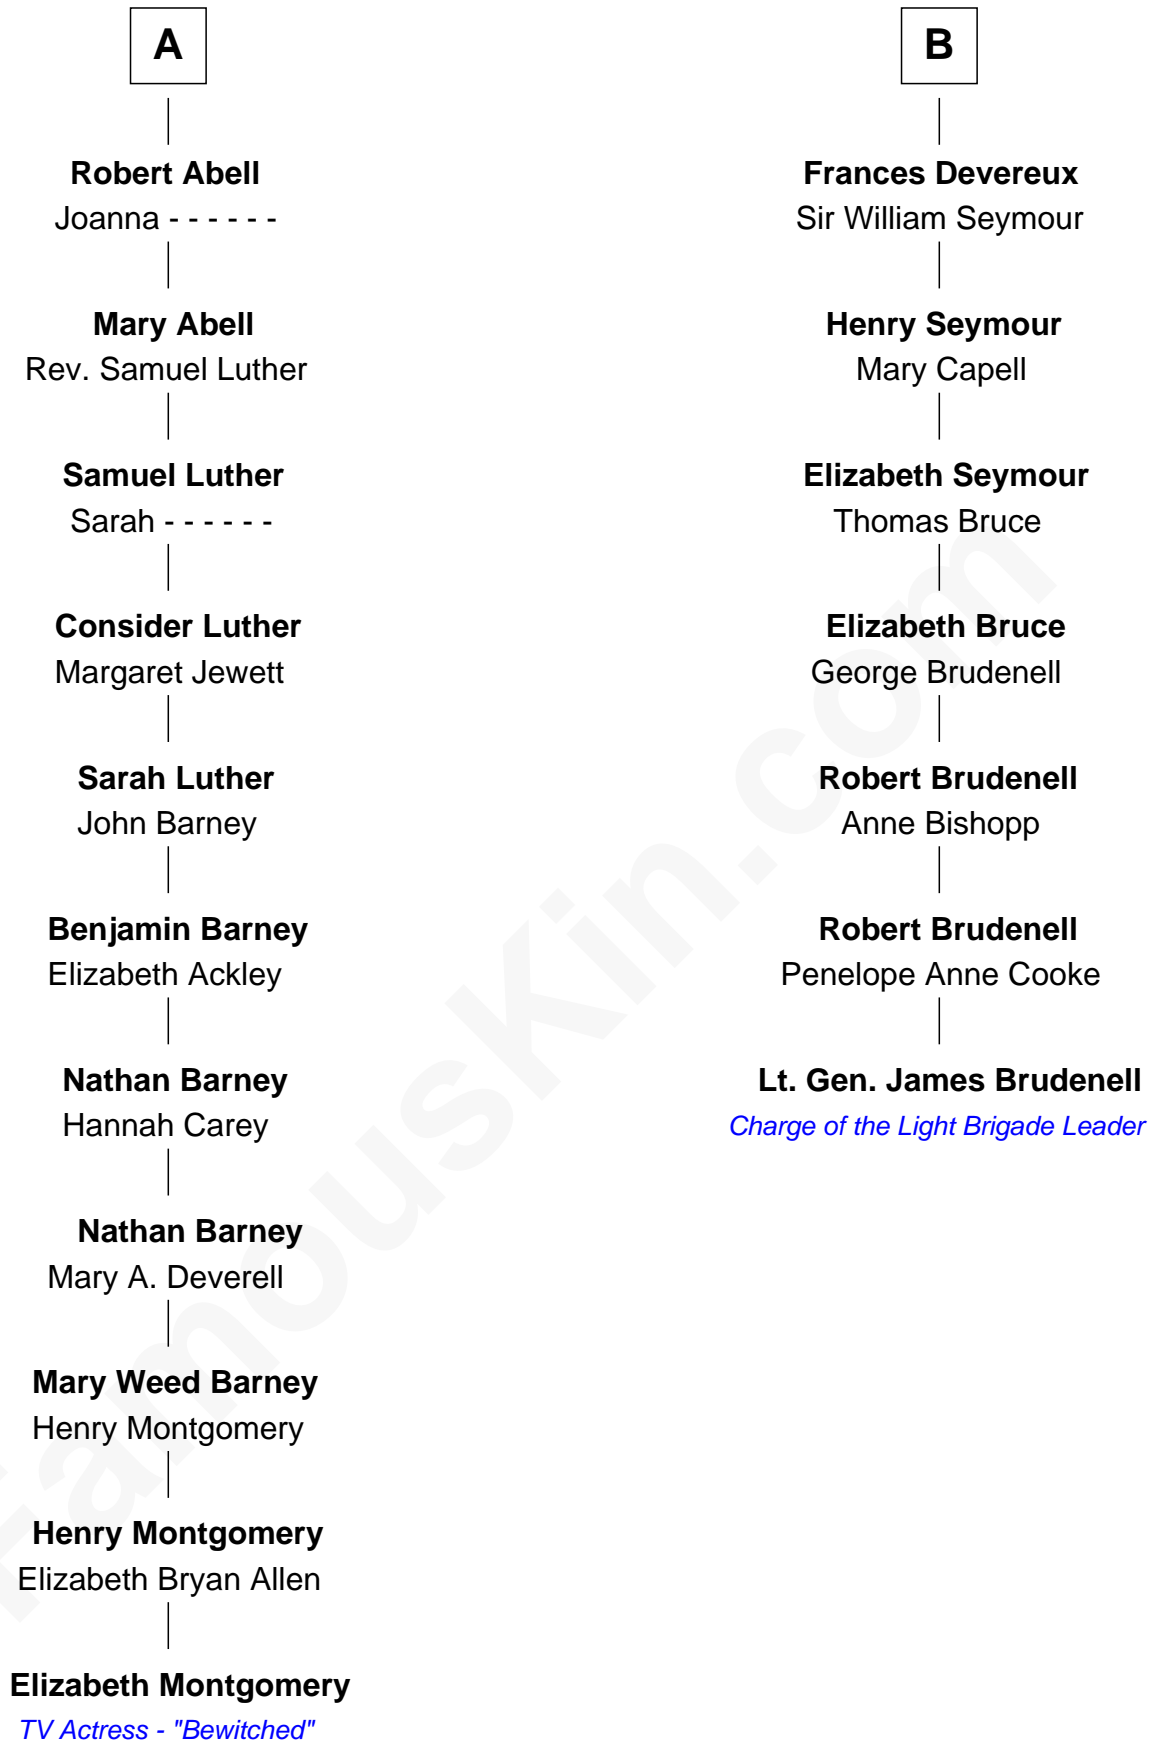 A
Robert Abell
Joanna - - - - - -
Mary Abell
Rev. Samuel Luther
Samuel Luther
Sarah - - - - - -
Consider Luther
Margaret Jewett
Sarah Luther
John Barney
Benjamin Barney
Elizabeth Ackley
Nathan Barney
Hannah Carey
Nathan Barney
Mary A. Deverell
Mary Weed Barney
Henry Montgomery
Henry Montgomery
Elizabeth Bryan Allen
Elizabeth Montgomery
TV Actress - "Bewitched"
B
Frances Devereux
Sir William Seymour
Henry Seymour
Mary Capell
Elizabeth Seymour
Thomas Bruce
Elizabeth Bruce
George Brudenell
Robert Brudenell
Anne Bishopp
Robert Brudenell
Penelope Anne Cooke
Lt. Gen. James Brudenell
Charge of the Light Brigade Leader
FamousKin.com